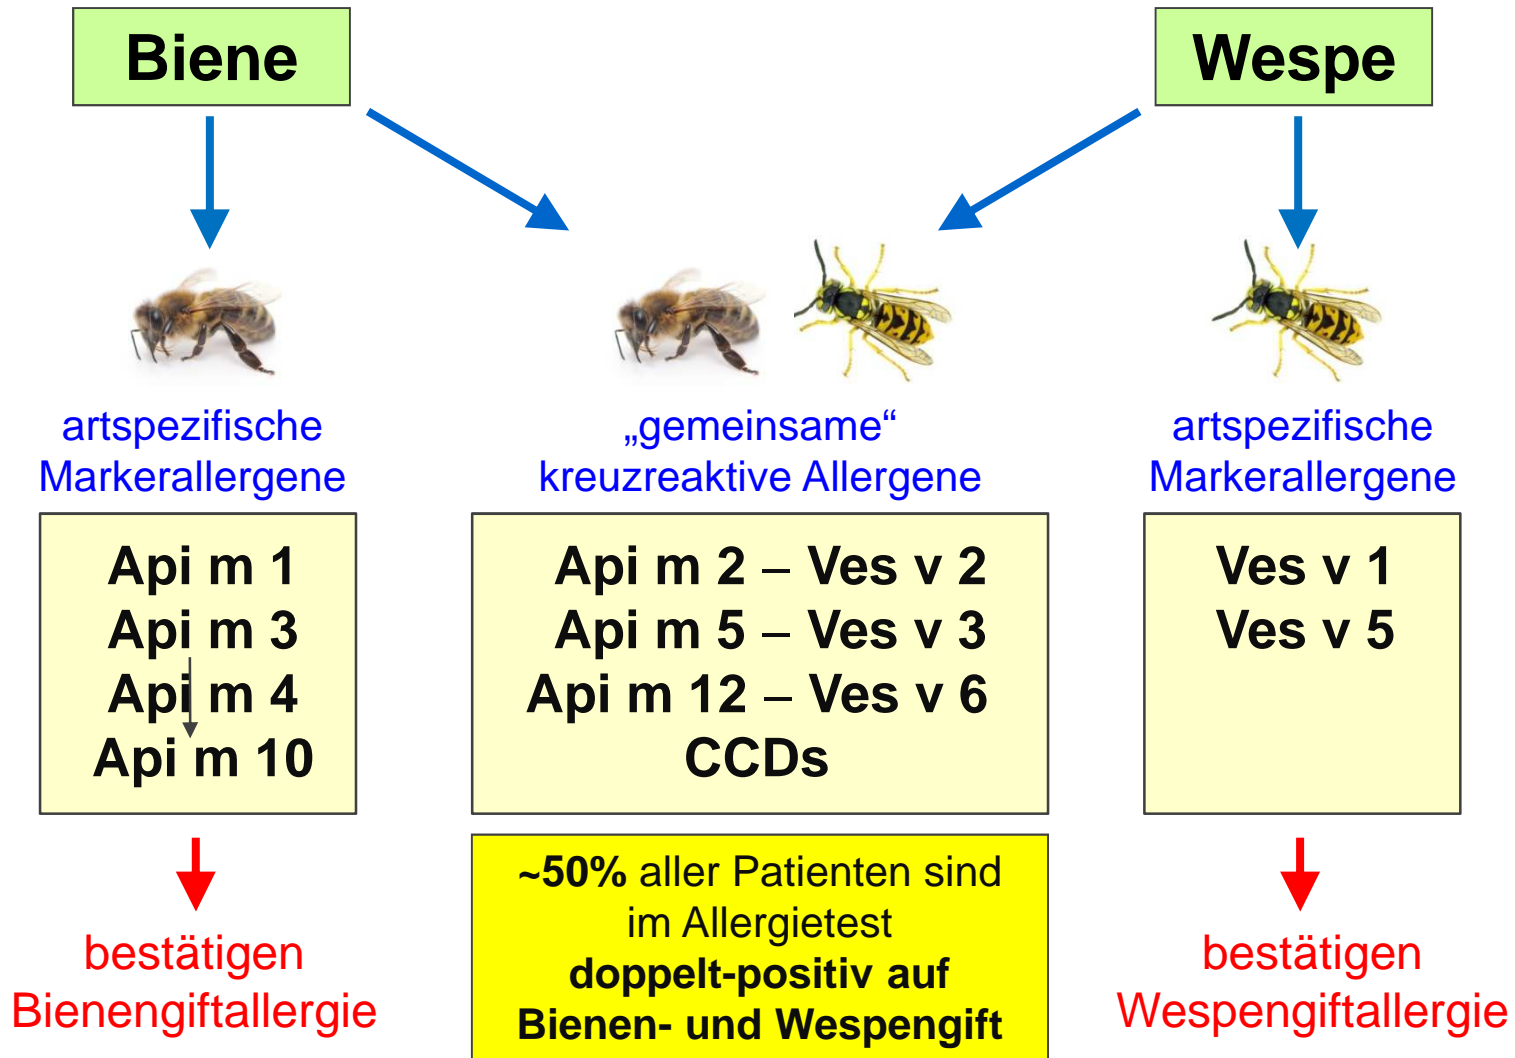 Biene
Wespe
artspezifische
Markerallergene
„gemeinsame“
kreuzreaktive Allergene
artspezifische
Markerallergene
Api m 1
Api m 3
Api m 4
Api m 10
Api m 2 – Ves v 2
Api m 5 – Ves v 3
Api m 12 – Ves v 6
CCDs
Ves v 1
Ves v 5
bestätigen
Bienengiftallergie
~50% aller Patienten sind
im Allergietest
doppelt-positiv auf
Bienen- und Wespengift
bestätigen
Wespengiftallergie